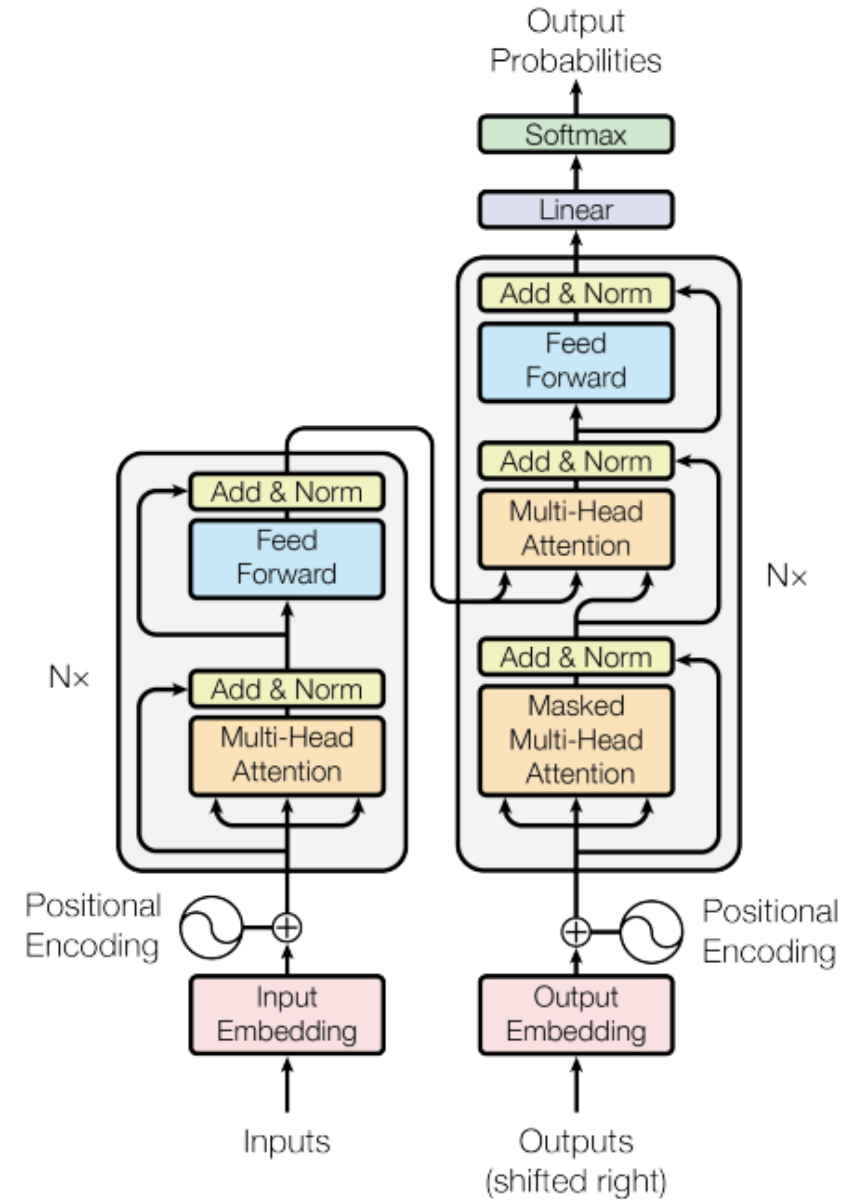 Output
Probabilities
Softmax
Linear
Add & Norm
Feed
Forward
Add & Norm
Multi-Head
Attention
Nx
Add & Norm
Masked
Multi-Head
Attention
Add & Norm
Feed
Forward
Nx
Add & Norm
Multi-Head
Attention
Positional
Encoding
Positional
Encoding
Input
Embedding
Output
Embedding
Inputs
Outputs
(shifted right)